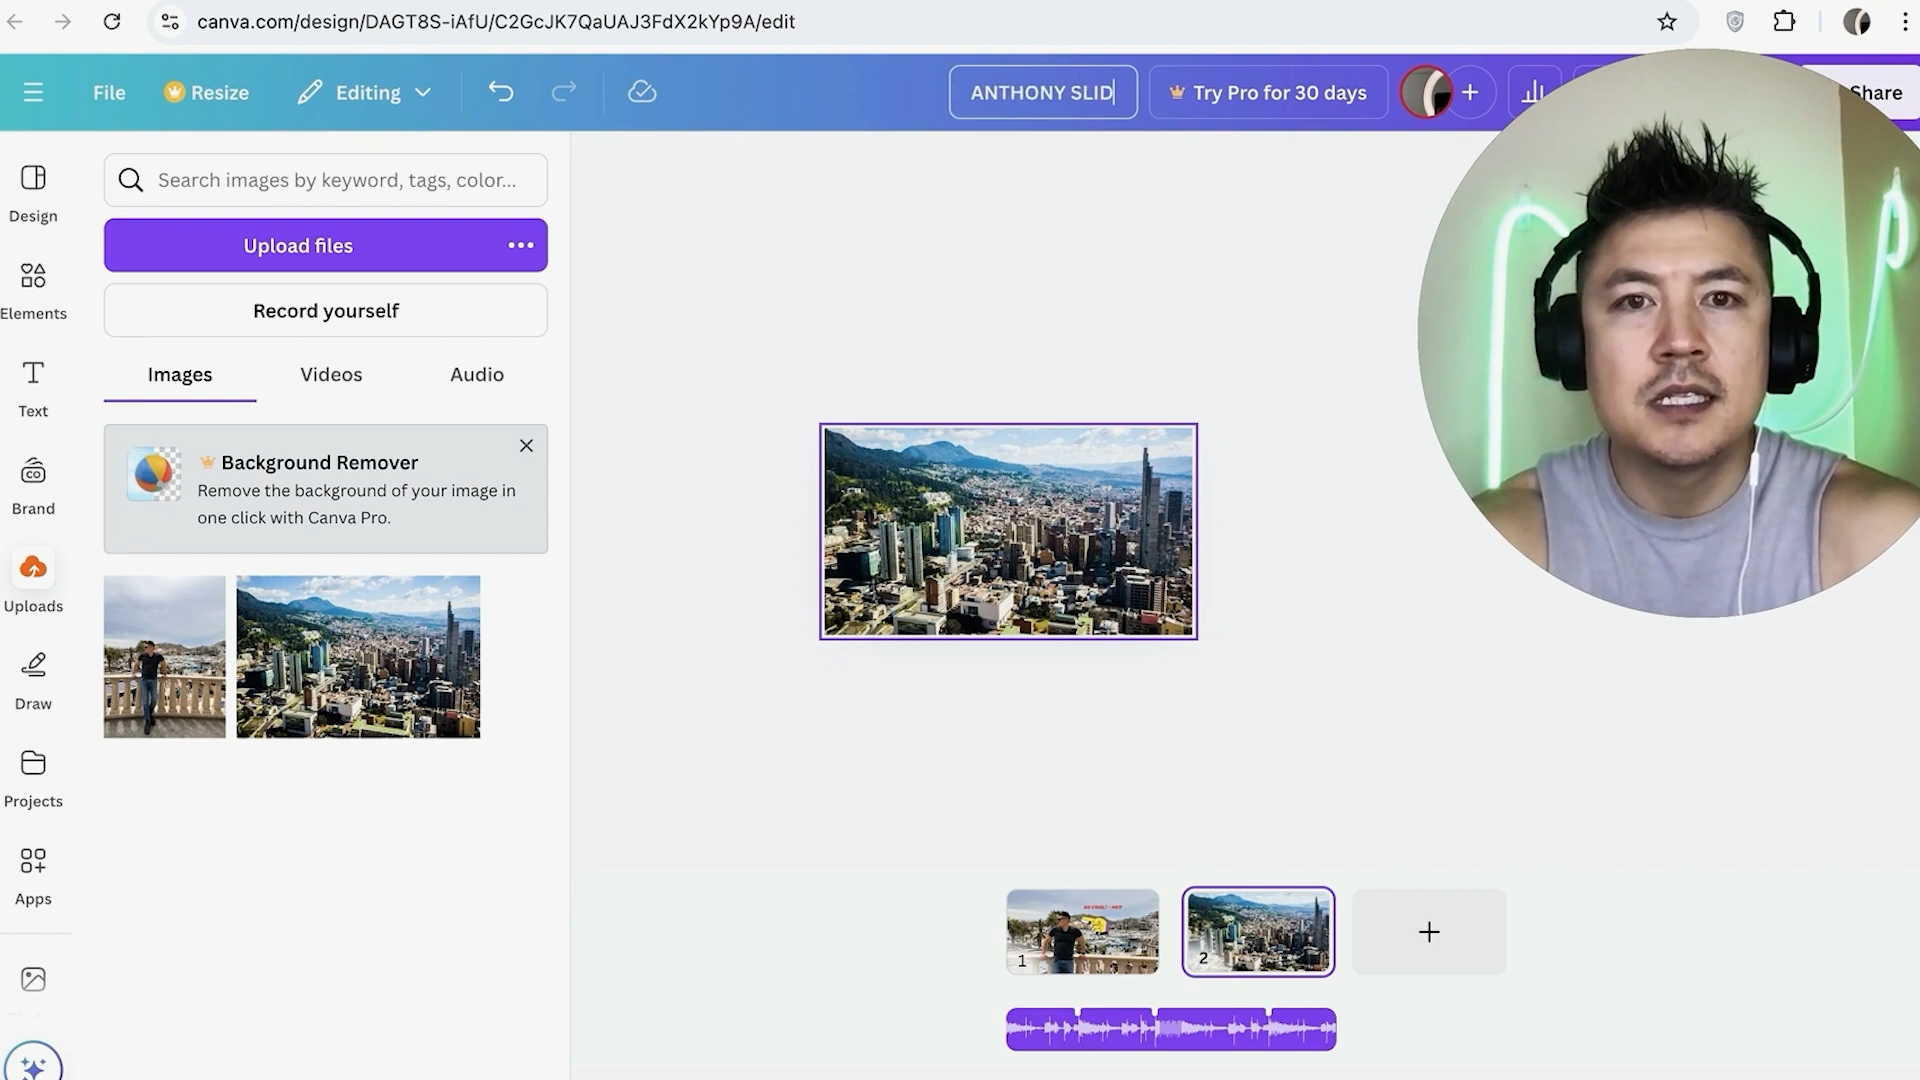 canva.com/design/DAGT8S-iAfU/C2GcJK7QaUAJ3FdX2kYp9A/edit
File
Resize
Editing
ANTHONY SLID
Try Pro for 30 days
Share
Design
Elements
Text
Brand
Uploads
Draw
Projects
Apps
Search images by keyword, tags, color...
Upload files
Record yourself
Images Videos Audio
Background Remover
Remove the background of your image in
one click with Canva Pro.
1
2